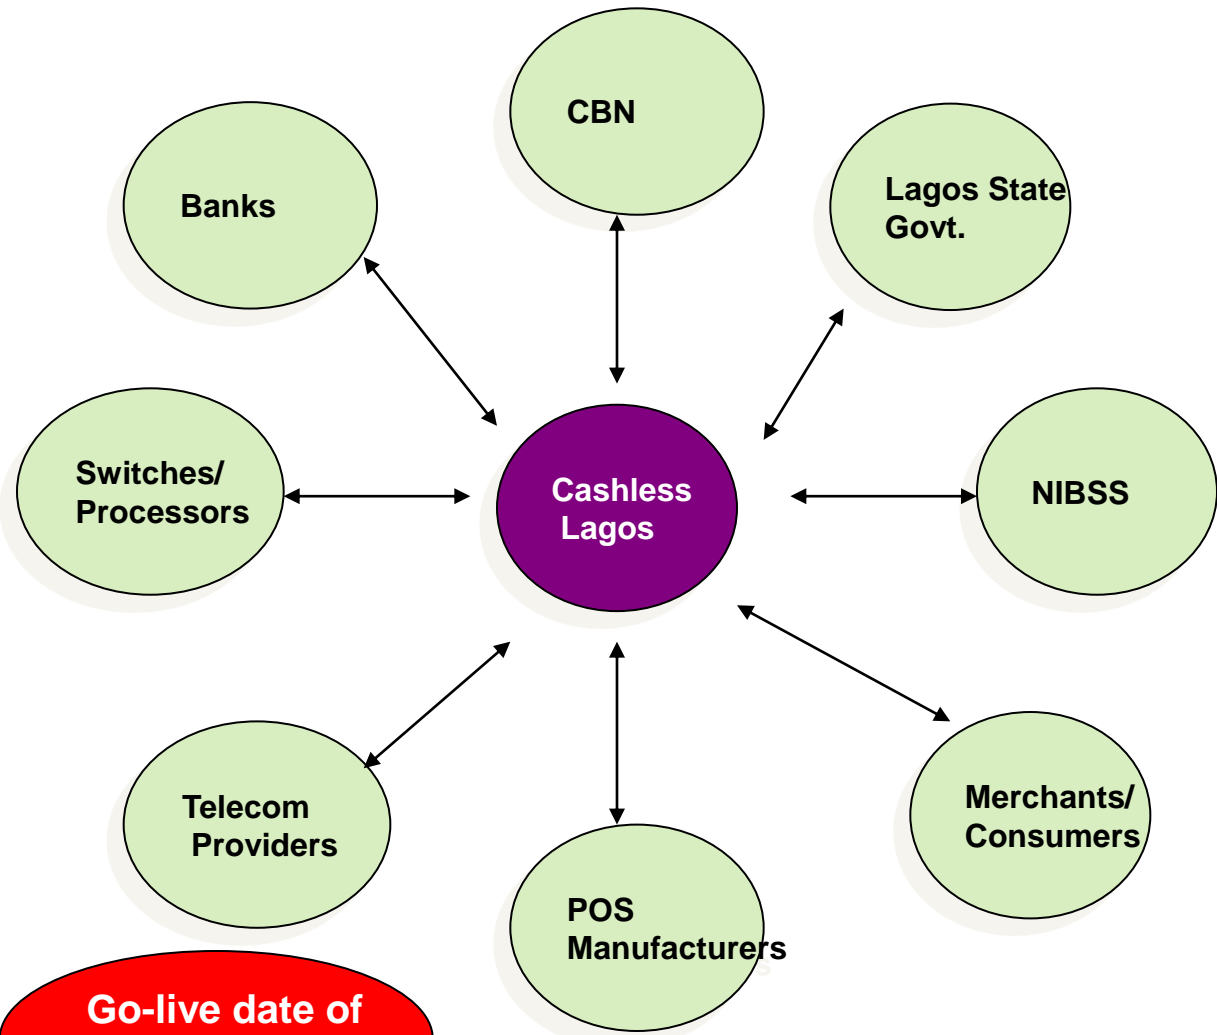 CBN
Lagos State
Govt.
Banks
Switches/
Processors
Cashless
Lagos
NIBSS
Telecom
Providers
Merchants/
Consumers
POS
Manufacturers
Go-live date of